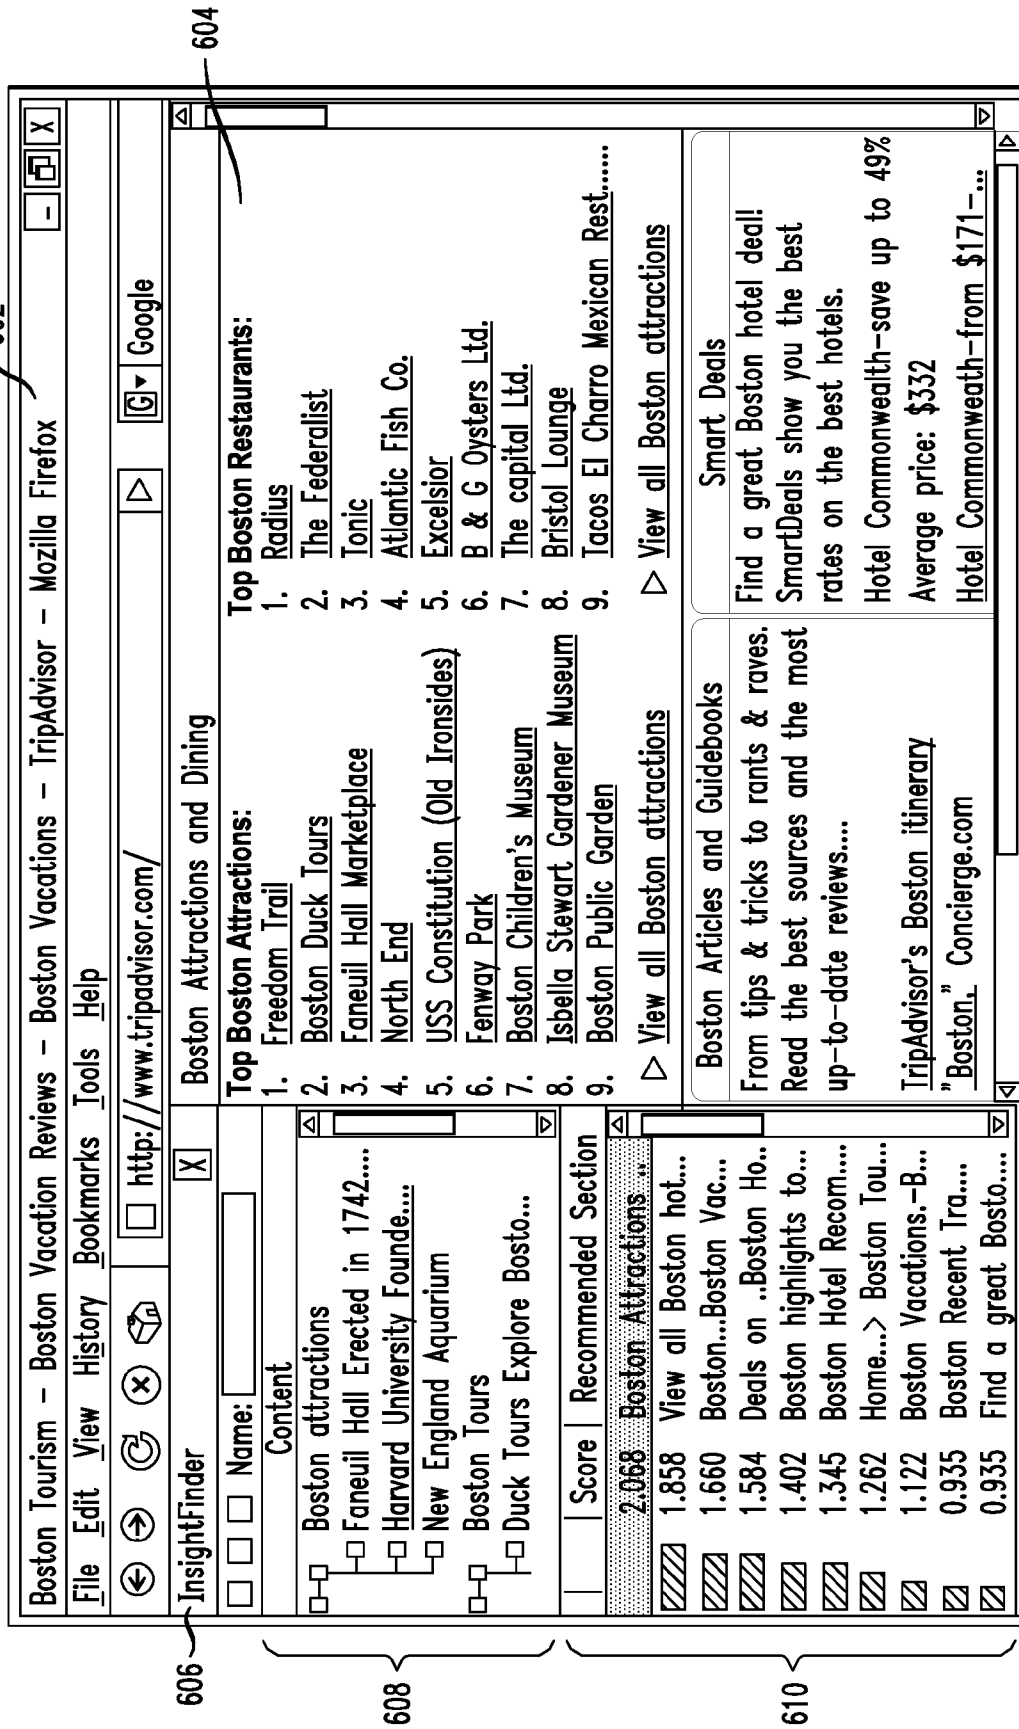 Boston Tourism – Boston Vacation Reviews – Boston Vacations – TripAdvisor – Mozilla Firefox
– X
File Edit View History Bookmarks Tools Help
http://www.tripadvisor.com/
G Google
606
InsightFinder X
Name:
Content
Boston attractions
Faneuil Hall Erected in 1742....
Harvard University Founde...
New England Aquarium
Boston Tours
Duck Tours Explore Bosto...
608
Score Recommended Section
2.068 Boston Attractions ..
1.858 View all Boston hot...
1.660 Boston...Boston Vac...
1.584 Deals on ..Boston Ho..
1.402 Boston highlights to...
1.345 Boston Hotel Recom....
1.262 Home...> Boston Tou...
1.122 Boston Vacations.-B...
0.935 Boston Recent Tra....
0.935 Find a great Bosto....
610
604
Boston Attractions and Dining
Top Boston Attractions:
1. Freedom Trail
2. Boston Duck Tours
3. Faneuil Hall Marketplace
4. North End
5. USS Constitution (Old Ironsides)
6. Fenway Park
7. Boston Children's Museum
8. Isbella Stewart Gardener Museum
9. Boston Public Garden
▷ View all Boston attractions
Top Boston Restaurants:
1. Radius
2. The Federalist
3. Tonic
4. Atlantic Fish Co.
5. Excelsior
6. B & G Oysters Ltd.
7. The capital Ltd.
8. Bristol Lounge
9. Tacos El Charro Mexican Rest.......
▷ View all Boston attractions
Boston Articles and Guidebooks
From tips & tricks to rants & raves.
Read the best sources and the most
up-to-date reviews....
TripAdvisor's Boston itinerary
"Boston," Concierge.com
Smart Deals
Find a great Boston hotel deal!
SmartDeals show you the best
rates on the best hotels.
Hotel Commonwealth-save up to 49%
Average price: $332
Hotel Commonweath-from $171-...